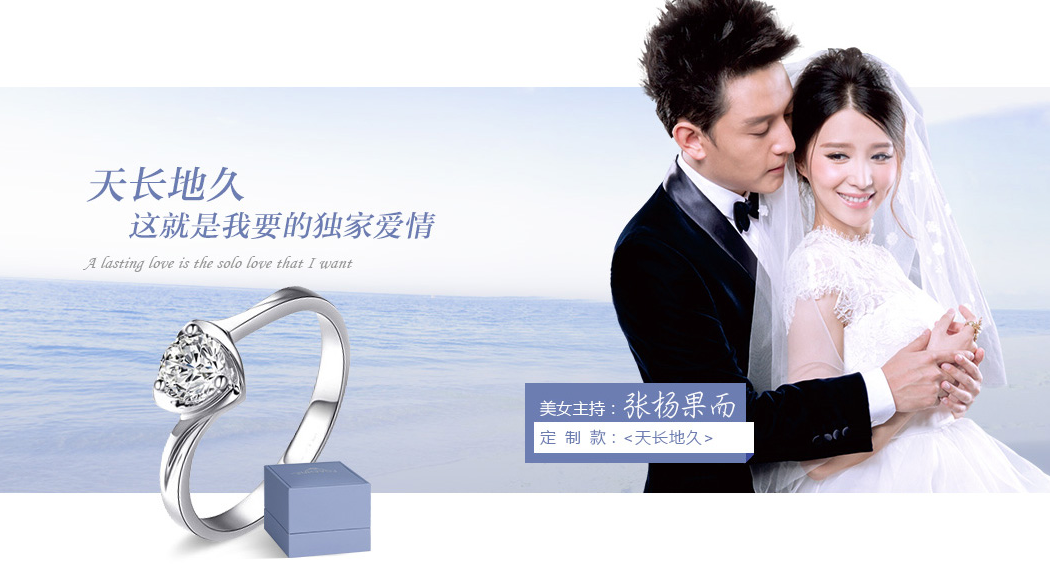 天长地久
这就是我要的独家爱情
A lasting love is the solo love that I want
美女主持：张杨果而
定 制 款：<天长地久>